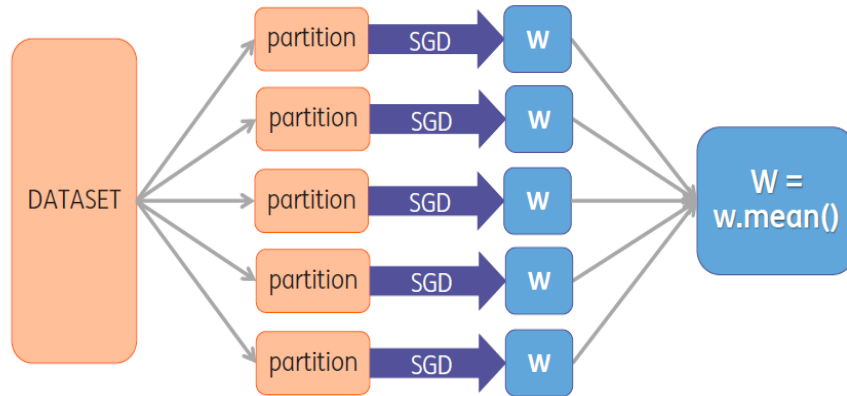 DATASET
partition SGD w
partition SGD w
partition SGD w
partition SGD w
partition SGD w
W =
w.mean()